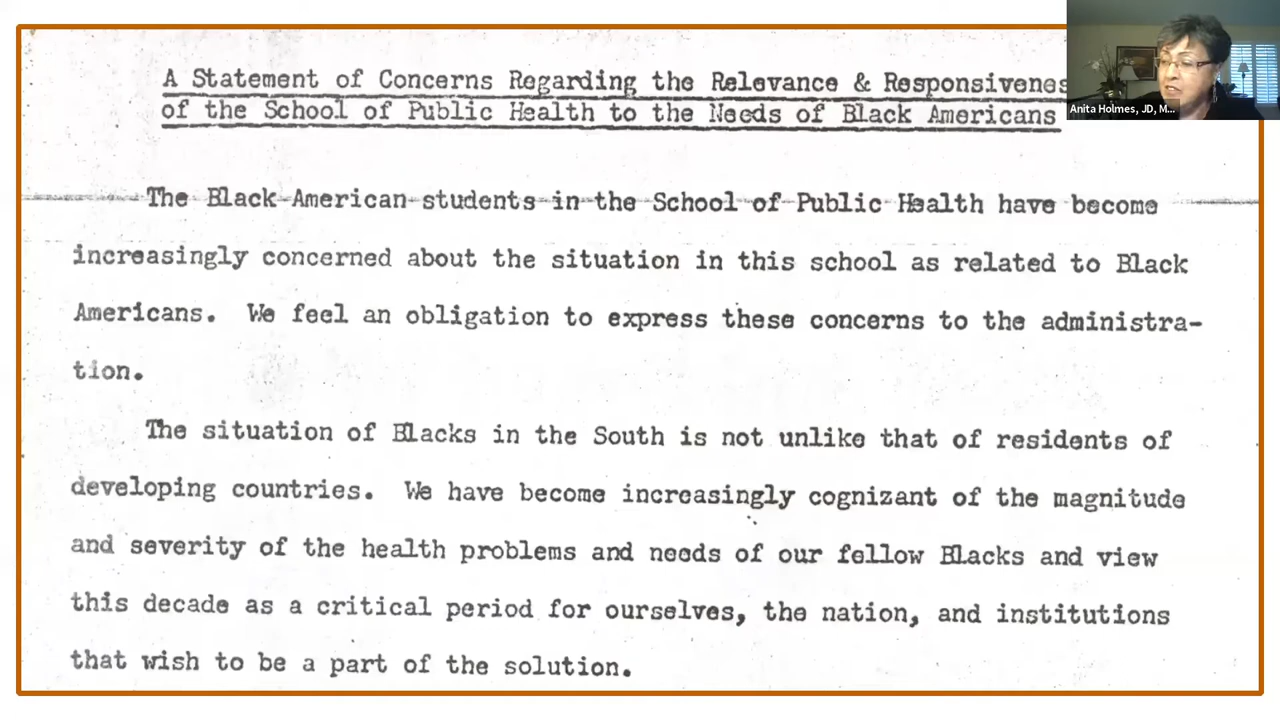 A Statement of Concerns Regarding the Relevance & Responsivenes
of the School of Public Health to the Needs of Black Americans
Anita Holmes, JD, M...
The Black American students in the School of Public Health have become
increasingly concerned about the situation in this school as related to Black
Americans. We feel an obligation to express these concerns to the administra-
tion.
The situation of Blacks in the South is not unlike that of residents of
developing countries. We have become increasingly cognizant of the magnitude
and severity of the health problems and needs of our fellow Blacks and view
this decade as a critical period for ourselves, the nation, and institutions
that wish to be a part of the solution.